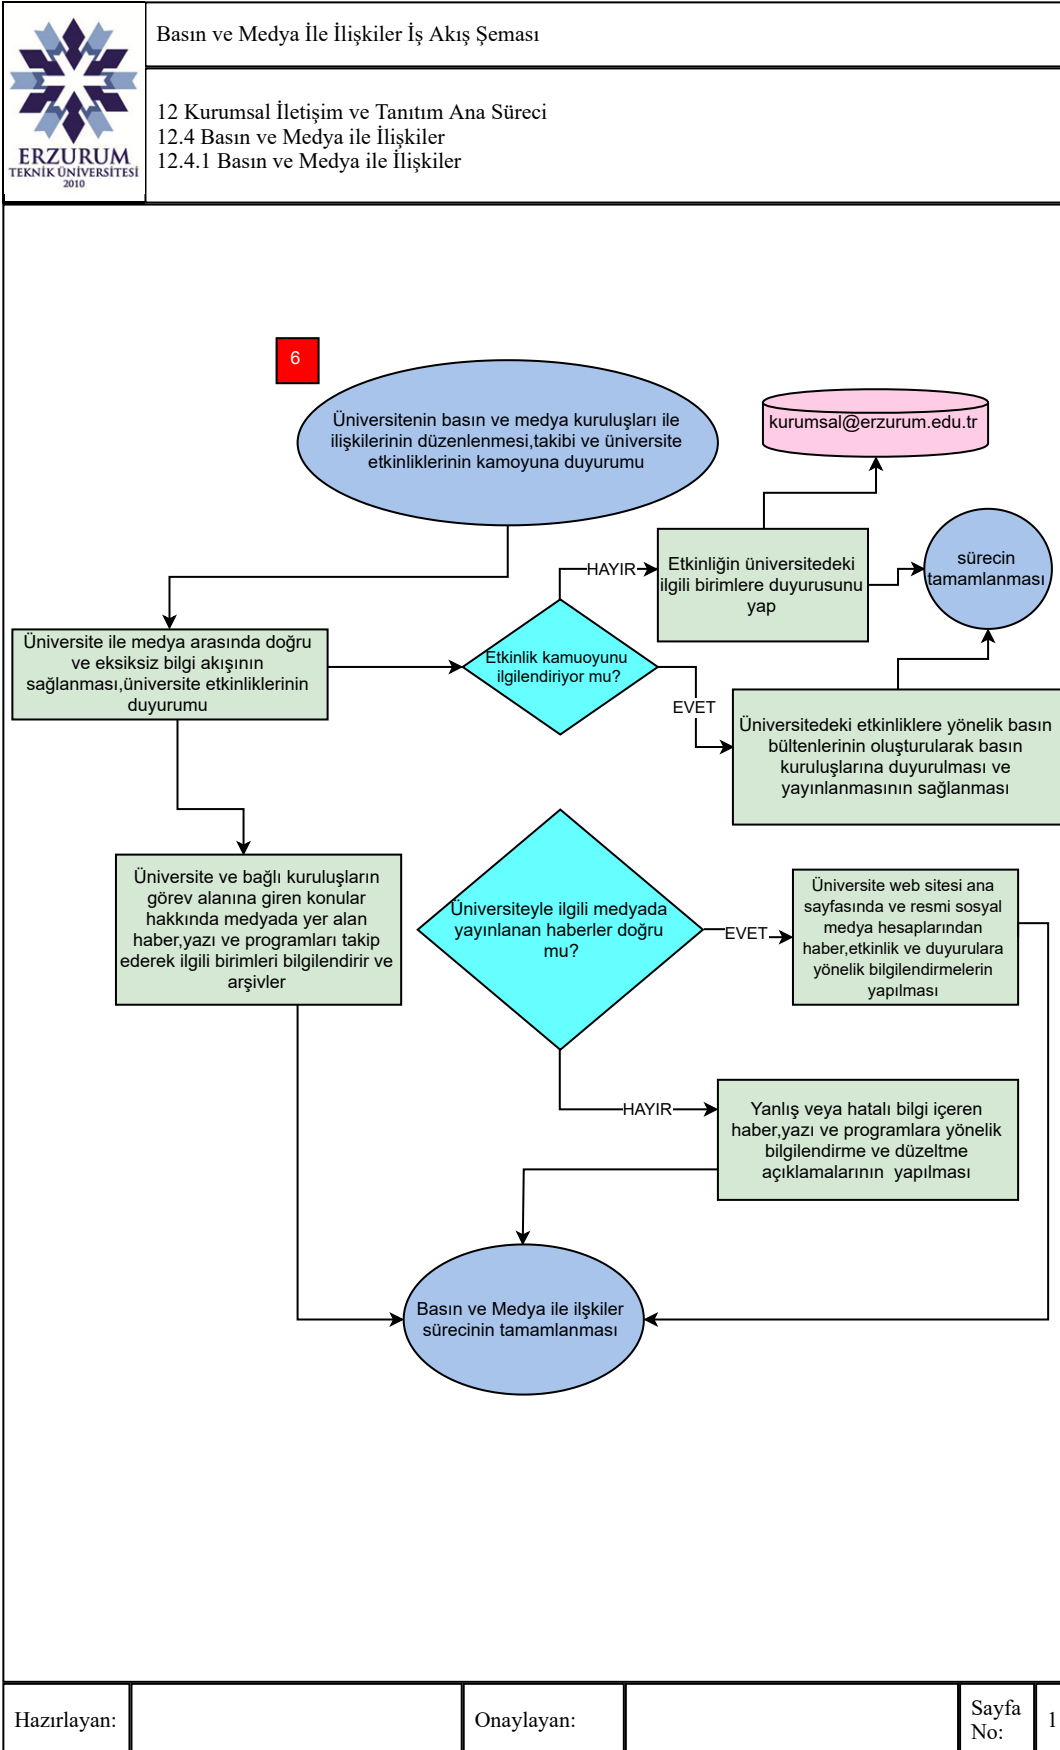 Basın ve Medya İle İlişkiler İş Akış Şeması
ERZURUM
TEKNİK ÜNİVERSİTESİ
2010
12 Kurumsal İletişim ve Tanıtım Ana Süreci
12.4 Basın ve Medya ile İlişkiler
12.4.1 Basın ve Medya ile İlişkiler
6
Üniversitenin basın ve medya kuruluşları ile
ilişkilerinin düzenlenmesi,takibi ve üniversite
etkinliklerinin kamoyuna duyurumu
kurumsal@erzurum.edu.tr
HAYIR
Etkinliğin üniversitedeki
ilgili birimlere duyurusunu
yap
sürecin
tamamlanması
Üniversite ile medya arasında doğru
ve eksiksiz bilgi akışının
sağlanması,üniversite etkinliklerinin
duyurumu
Etkinlik kamuoyunu
ilgilendiriyor mu?
EVET
Üniversitedeki etkinliklere yönelik basın
bültenlerinin oluşturularak basın
kuruluşlarına duyurulması ve
yayınlanmasının sağlanması
Üniversite ve bağlı kuruluşların
görev alanına giren konular
hakkında medyada yer alan
haber,yazı ve programları takip
ederek ilgili birimleri bilgilendirir ve
arşivler
Üniversiteyle ilgili medyada
yayınlanan haberler doğru
mu?
EVET
Üniversite web sitesi ana
sayfasında ve resmi sosyal
medya hesaplarından
haber,etkinlik ve duyurulara
yönelik bilgilendirmelerin
yapılması
HAYIR
Yanlış veya hatalı bilgi içeren
haber,yazı ve programlara yönelik
bilgilendirme ve düzeltme
açıklamalarının  yapılması
Basın ve Medya ile ilşkiler
sürecinin tamamlanması
Hazırlayan:
Onaylayan:
Sayfa
No:
1